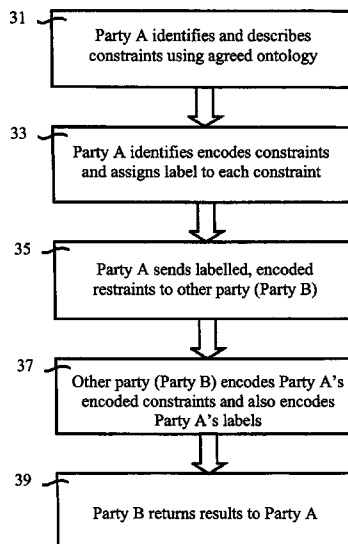 31
Party A identifies and describes
constraints using agreed ontology
33
Party A identifies encodes constraints
and assigns label to each constraint
35
Party A sends labelled, encoded
restraints to other party (Party B)
37
Other party (Party B) encodes Party A's
encoded constraints and also encodes
Party A's labels
39
Party B returns results to Party A